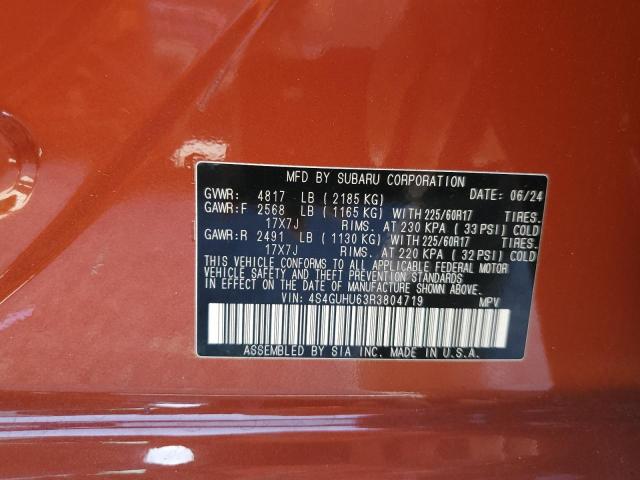 MFD BY SUBARU CORPORATION
GVWR: 4817 LB (2185 KG) DATE: 06/24
GAWR:F 2568 LB (1165 KG) WITH 225/60R17 TIRES.
17X7J RIMS. AT 230 KPA (33 PSI) COLD
GAWR:R 2491 LB (1130 KG) WITH 225/60R17 TIRES.
17X7J RIMS. AT 220 KPA (32 PSI) COLD
THIS VEHICLE CONFORMS TO ALL APPLICABLE FEDERAL MOTOR
VEHICLE SAFETY AND THEFT PREVENTION STANDARDS
IN EFFECT ON THE DATE OF MANUFACTURE SHOWN ABOVE.
VIN: 4S4GUHU63R3804719 MPV
ASSEMBLED BY SIA INC. MADE IN U.S.A.